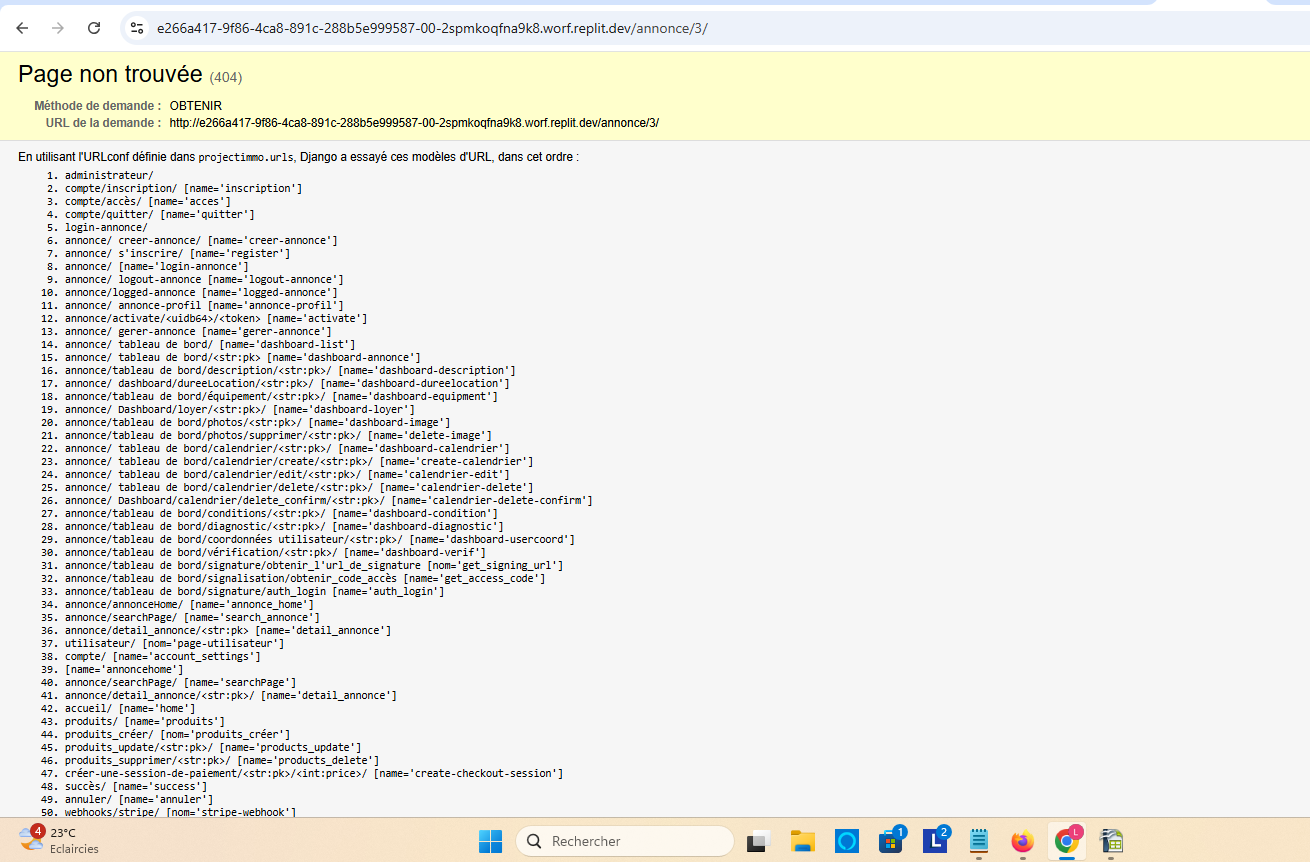 e266a417-9f86-4ca8-891c-288b5e999587-00-2spmkoqfna9k8.worf.replit.dev/annonce/3/
Page non trouvée (404)
Méthode de demande : OBTENIR
URL de la demande : http://e266a417-9f86-4ca8-891c-288b5e999587-00-2spmkoqfna9k8.worf.replit.dev/annonce/3/
En utilisant l'URLconf définie dans projectimmo.urls, Django a essayé ces modèles d'URL, dans cet ordre :
1. administrateur/
2. compte/inscription/ [name='inscription']
3. compte/accès/ [name='acces']
4. compte/quitter/ [name='quitter']
5. login-annonce/
6. annonce/ creer-annonce/ [name='creer-annonce']
7. annonce/ s'inscrire/ [name='register']
8. annonce/ [name='login-annonce']
9. annonce/ logout-annonce [name='logout-annonce']
10. annonce/logged-annonce [name='logged-annonce']
11. annonce/ annonce-profil [name='annonce-profil']
12. annonce/activate/<uidb64>/<token> [name='activate']
13. annonce/ gerer-annonce [name='gerer-annonce']
14. annonce/ tableau de bord/ [name='dashboard-list']
15. annonce/ tableau de bord/<str:pk> [name='dashboard-annonce']
16. annonce/tableau de bord/description/<str:pk>/ [name='dashboard-description']
17. annonce/ dashboard/dureeLocation/<str:pk>/ [name='dashboard-dureelocation']
18. annonce/tableau de bord/équipement/<str:pk>/ [name='dashboard-equipment']
19. annonce/ Dashboard/loyer/<str:pk>/ [name='dashboard-loyer']
20. annonce/tableau de bord/photos/<str:pk>/ [name='dashboard-image']
21. annonce/tableau de bord/photos/supprimer/<str:pk>/ [name='delete-image']
22. annonce/ tableau de bord/calendrier/<str:pk>/ [name='dashboard-calendrier']
23. annonce/ tableau de bord/calendrier/create/<str:pk>/ [name='create-calendrier']
24. annonce/ tableau de bord/calendrier/edit/<str:pk>/ [name='calendrier-edit']
25. annonce/ tableau de bord/calendrier/delete/<str:pk>/ [name='calendrier-delete']
26. annonce/ Dashboard/calendrier/delete_confirm/<str:pk>/ [name='calendrier-delete-confirm']
27. annonce/tableau de bord/conditions/<str:pk>/ [name='dashboard-condition']
28. annonce/tableau de bord/diagnostic/<str:pk>/ [name='dashboard-diagnostic']
29. annonce/tableau de bord/coordonnées utilisateur/<str:pk>/ [name='dashboard-usercoord']
30. annonce/tableau de bord/vérification/<str:pk>/ [name='dashboard-verif']
31. annonce/tableau de bord/signature/obtenir_l'url_de_signature [nom='get_signing_url']
32. annonce/tableau de bord/signalisation/obtenir_code_accès [name='get_access_code']
33. annonce/tableau de bord/signature/auth_login [name='auth_login']
34. annonce/annonceHome/ [name='annonce_home']
35. annonce/searchPage/ [name='search_annonce']
36. annonce/detail_annonce/<str:pk> [name='detail_annonce']
37. utilisateur/ [nom='page-utilisateur']
38. compte/ [name='account_settings']
39. [name='annoncehome']
40. annonce/searchPage/ [name='searchPage']
41. annonce/detail_annonce/<str:pk>/ [name='detail_annonce']
42. accueil/ [name='home']
43. produits/ [name='produits']
44. produits_créer/ [nom='produits_créer']
45. produits_update/<str:pk>/ [name='products_update']
46. produits_supprimer/<str:pk>/ [name='products_delete']
47. créer-une-session-de-paiement/<str:pk>/<int:price>/ [name='create-checkout-session']
48. succès/ [name='success']
49. annuler/ [name='annuler']
50. webhooks/stripe/ [nom='stripe-webhook']
4
23°C
Eclaircies
Rechercher
1
L
2
L